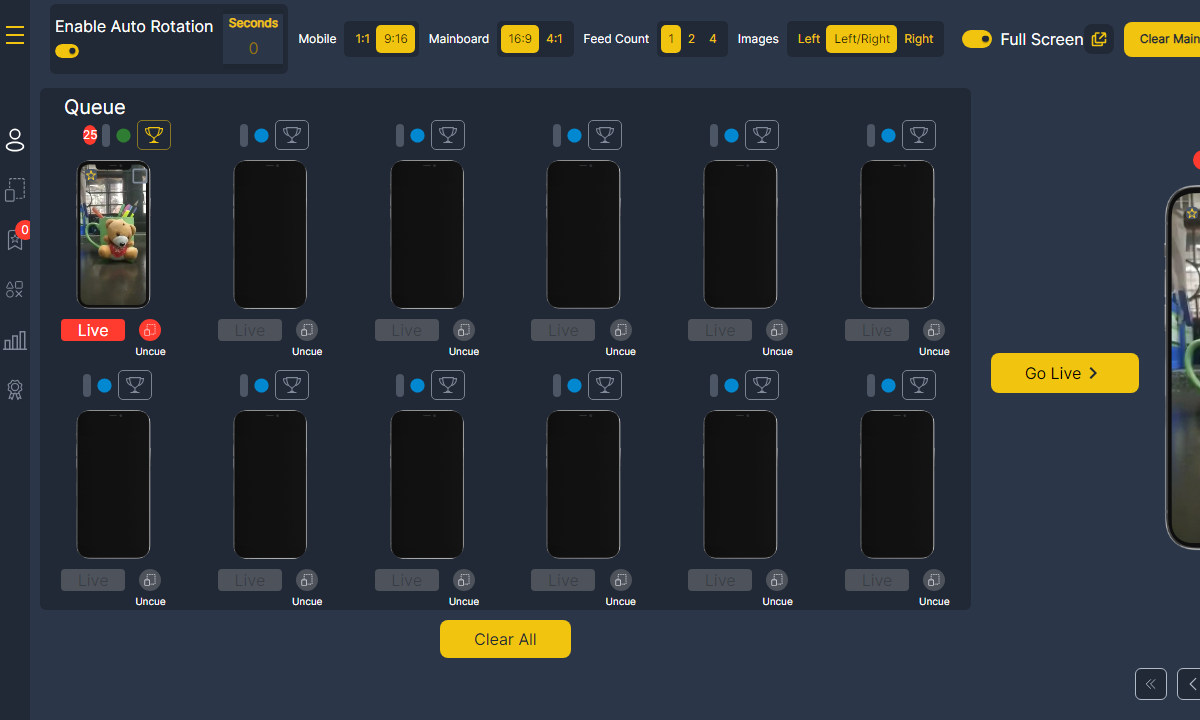 Enable Auto Rotation
Seconds
0
Mobile 1:1 9:16 Mainboard 16:9 4:1 Feed Count 1 2 4 Images Left Left/Right Right Full Screen Clear Main
Queue
25
0
Live
Uncue
Live
Uncue
Live
Uncue
Live
Uncue
Live
Uncue
Live
Uncue
Go Live
Live
Uncue
Live
Uncue
Live
Uncue
Live
Uncue
Live
Uncue
Live
Uncue
Clear All